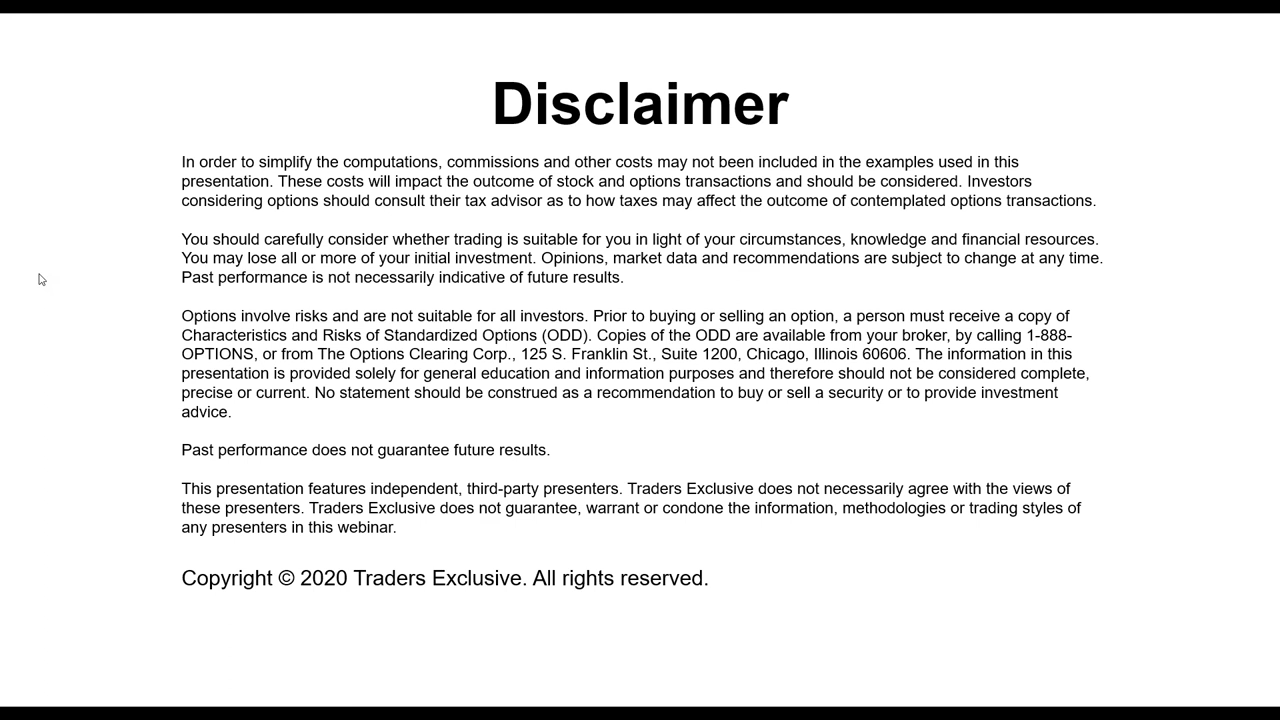 Disclaimer
In order to simplify the computations, commissions and other costs may not been included in the examples used in this
presentation. These costs will impact the outcome of stock and options transactions and should be considered. Investors
considering options should consult their tax advisor as to how taxes may affect the outcome of contemplated options transactions.
You should carefully consider whether trading is suitable for you in light of your circumstances, knowledge and financial resources.
You may lose all or more of your initial investment. Opinions, market data and recommendations are subject to change at any time.
Past performance is not necessarily indicative of future results.
Options involve risks and are not suitable for all investors. Prior to buying or selling an option, a person must receive a copy of
Characteristics and Risks of Standardized Options (ODD). Copies of the ODD are available from your broker, by calling 1-888-
OPTIONS, or from The Options Clearing Corp., 125 S. Franklin St., Suite 1200, Chicago, Illinois 60606. The information in this
presentation is provided solely for general education and information purposes and therefore should not be considered complete,
precise or current. No statement should be construed as a recommendation to buy or sell a security or to provide investment
advice.
Past performance does not guarantee future results.
This presentation features independent, third-party presenters. Traders Exclusive does not necessarily agree with the views of
these presenters. Traders Exclusive does not guarantee, warrant or condone the information, methodologies or trading styles of
any presenters in this webinar.
Copyright © 2020 Traders Exclusive. All rights reserved.